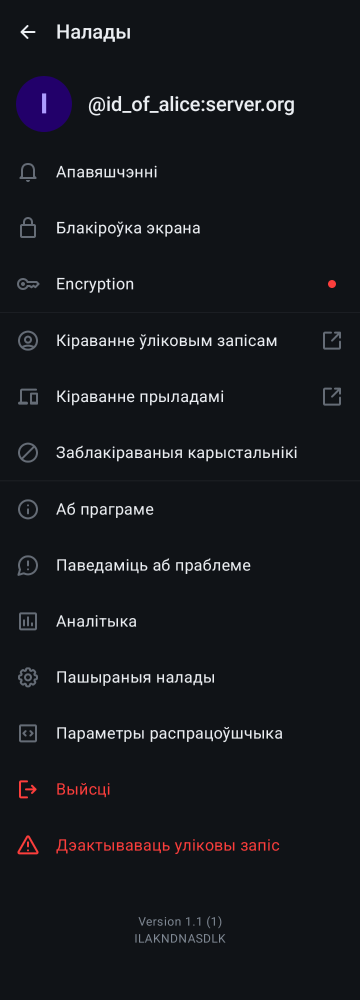 Налады
I
@id_of_alice:server.org
Апавяшчэнні
Блакіроўка экрана
Encryption
Кіраванне ўліковым запісам
Кіраванне прыладамі
Заблакіраваныя карыстальнікі
Аб праграме
Паведаміць аб праблеме
Аналітыка
Пашыраныя налады
Параметры распрацоўшчыка
Выйсці
Дэактываваць уліковы запіс
Version 1.1 (1)
ILAKNDNASDLK